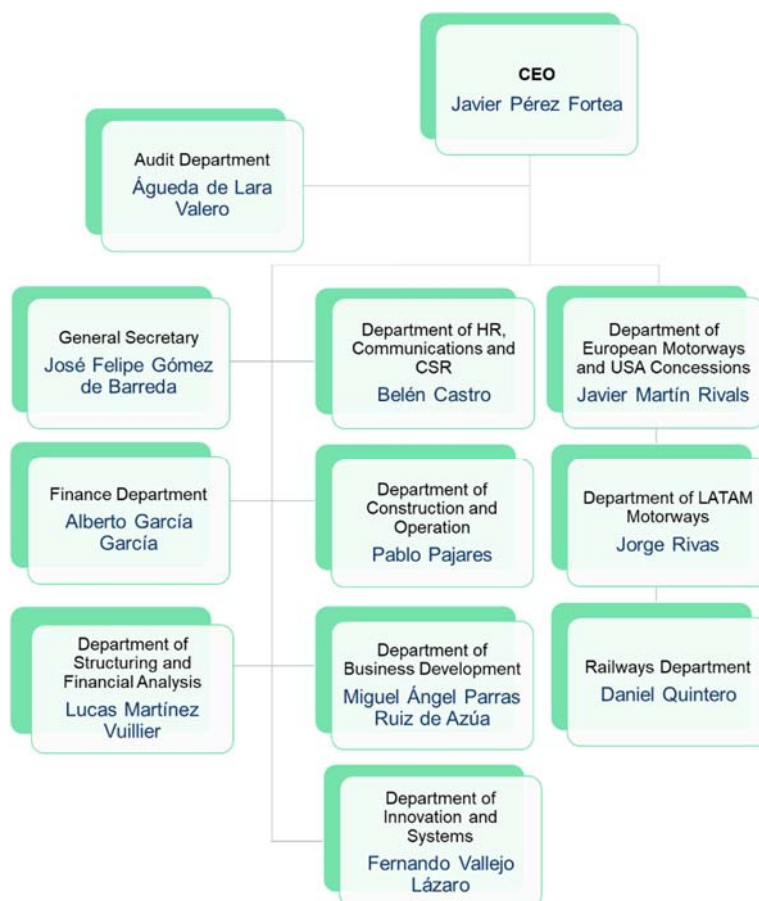 CEO
Javier Pérez Fortea
Audit Department
Águeda de Lara
Valero
General Secretary
José Felipe Gómez
de Barreda
Department of HR,
Communications and
CSR
Belén Castro
Department of
European Motorways
and USA Concessions
Javier Martín Rivals
Finance Department
Alberto García
García
Department of
Construction and
Operation
Pablo Pajares
Department of LATAM
Motorways
Jorge Rivas
Department of
Structuring and
Financial Analysis
Lucas Martínez
Vuillier
Department of
Business Development
Miguel Ángel Parras
Ruiz de Azúa
Railways Department
Daniel Quintero
Department of
Innovation and
Systems
Fernando Vallejo
Lázaro